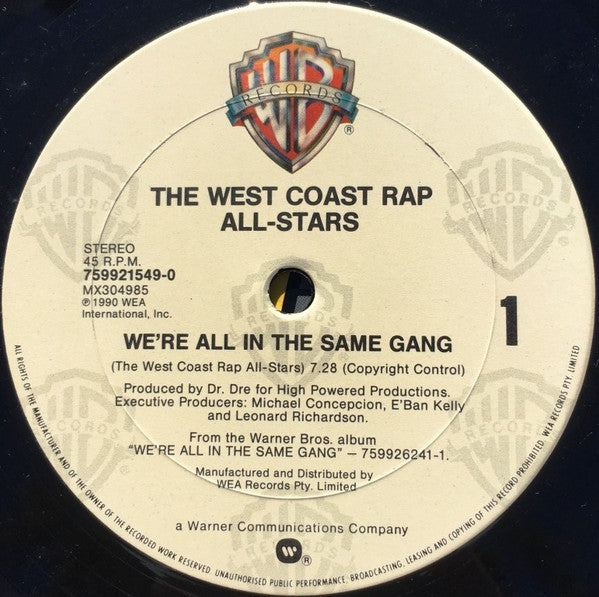 WB
RECORDS
®
THE WEST COAST RAP
ALL-STARS
STEREO
45 R.P.M.
759921549-0
MX304985
℗ 1990 WEA
International, Inc.
1
WE'RE ALL IN THE SAME GANG
(The West Coast Rap All-Stars) 7.28 (Copyright Control)
Produced by Dr. Dre for High Powered Productions.
Executive Producers: Michael Concepcion, E'Ban Kelly
and Leonard Richardson.
From the Warner Bros. album
"WE'RE ALL IN THE SAME GANG" – 759926241-1.
Manufactured and Distributed by
WEA Records Pty. Limited
a Warner Communications Company
®
ALL RIGHTS OF THE MANUFACTURER AND OF THE OWNER OF THE RECORDED WORK RESERVED. UNAUTHORISED PUBLIC PERFORMANCE, BROADCASTING, LEASING AND COPYING OF THIS RECORD PROHIBITED. WEA RECORDS PTY. LIMITED